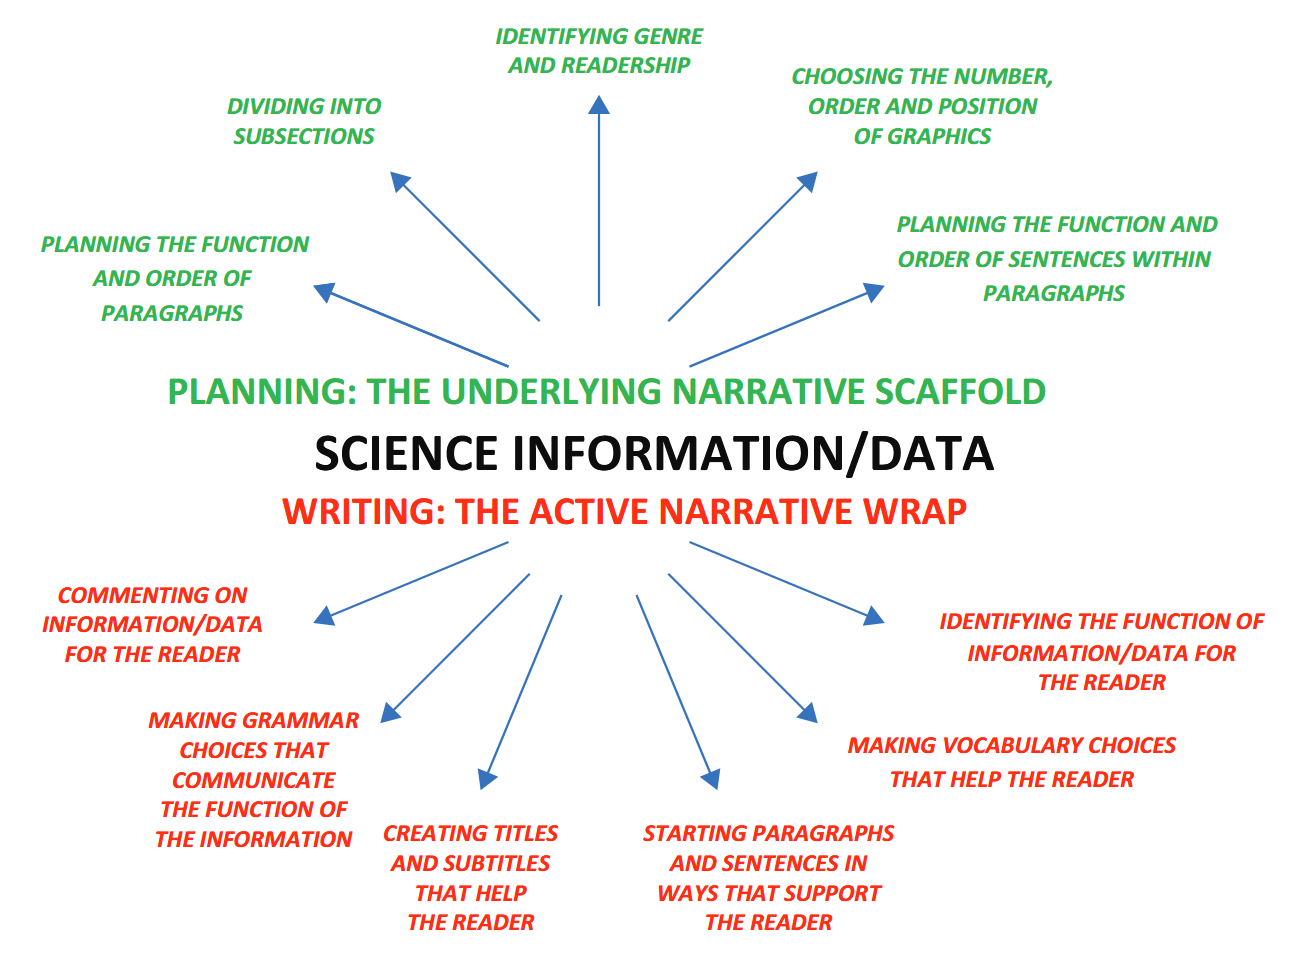 IDENTIFYING GENRE
AND READERSHIP
CHOOSING THE NUMBER,
ORDER AND POSITION
OF GRAPHICS
DIVIDING INTO
SUBSECTIONS
PLANNING THE FUNCTION AND
ORDER OF SENTENCES WITHIN
PARAGRAPHS
PLANNING THE FUNCTION
AND ORDER OF
PARAGRAPHS
PLANNING: THE UNDERLYING NARRATIVE SCAFFOLD
SCIENCE INFORMATION/DATA
WRITING: THE ACTIVE NARRATIVE WRAP
COMMENTING ON
INFORMATION/DATA
FOR THE READER
IDENTIFYING THE FUNCTION OF
INFORMATION/DATA FOR
THE READER
MAKING GRAMMAR
CHOICES THAT
COMMUNICATE
THE FUNCTION OF
THE INFORMATION
MAKING VOCABULARY CHOICES
THAT HELP THE READER
CREATING TITLES
AND SUBTITLES
THAT HELP
THE READER
STARTING PARAGRAPHS
AND SENTENCES IN
WAYS THAT SUPPORT
THE READER